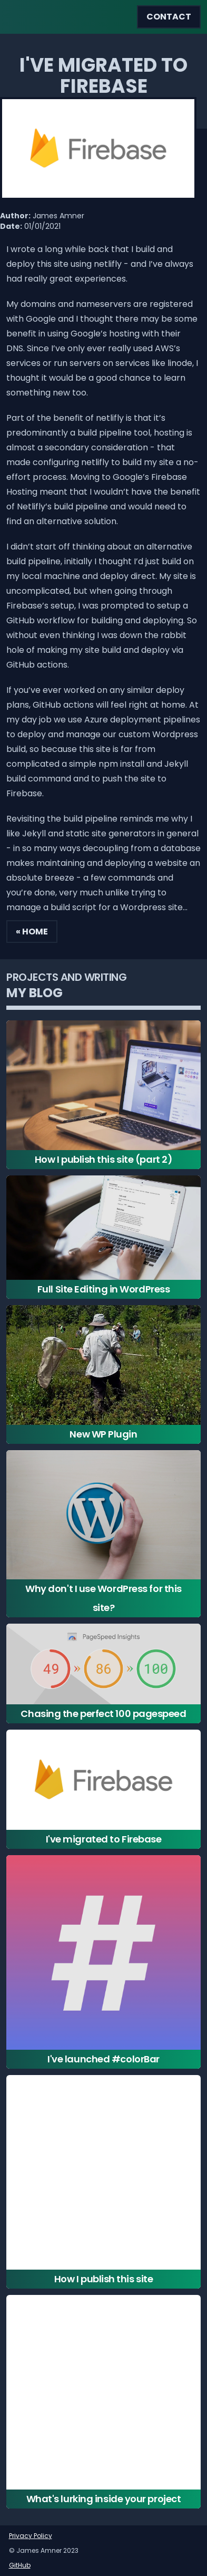 CONTACT
I'VE MIGRATED TO
FIREBASE
Firebase
Author: James Amner
Date: 01/01/2021
I wrote a long while back that I build and
deploy this site using netlify - and I've always
had really great experiences.
My domains and nameservers are registered
with Google and I thought there may be some
benefit in using Google's hosting with their
DNS. Since I've only ever really used AWS's
services or run servers on services like linode, I
thought it would be a good chance to learn
something new too.
Part of the benefit of netlify is that it's
predominantly a build pipeline tool, hosting is
almost a secondary consideration - that
made configuring netlifly to build my site a no-
effort process. Moving to Google's Firebase
Hosting meant that I wouldn't have the benefit
of Netlifly's build pipeline and would need to
find an alternative solution.
I didn't start off thinking about an alternative
build pipeline, initially I thought I'd just build on
my local machine and deploy direct. My site is
uncomplicated, but when going through
Firebase's setup, I was prompted to setup a
GitHub workflow for building and deploying. So
without even thinking I was down the rabbit
hole of making my site build and deploy via
GitHub actions.
If you've ever worked on any similar deploy
plans, GitHub actions will feel right at home. At
my day job we use Azure deployment pipelines
to deploy and manage our custom Wordpress
build, so because this site is far from
complicated a simple npm install and Jekyll
build command and to push the site to
Firebase.
Revisiting the build pipeline reminds me why I
like Jekyll and static site generators in general
- in so many ways decoupling from a database
makes maintaining and deploying a website an
absolute breeze - a few commands and
you're done, very much unlike trying to
manage a build script for a Wordpress site...
« HOME
PROJECTS AND WRITING
MY BLOG
How I publish this site (part 2)
Full Site Editing in WordPress
New WP Plugin
Why don't I use WordPress for this
site?
PageSpeed Insights
49 » 86 » 100
Chasing the perfect 100 pagespeed
Firebase
I've migrated to Firebase
#
I've launched #colorBar
How I publish this site
What's lurking inside your project
Privacy Policy
© James Amner 2023
GitHub